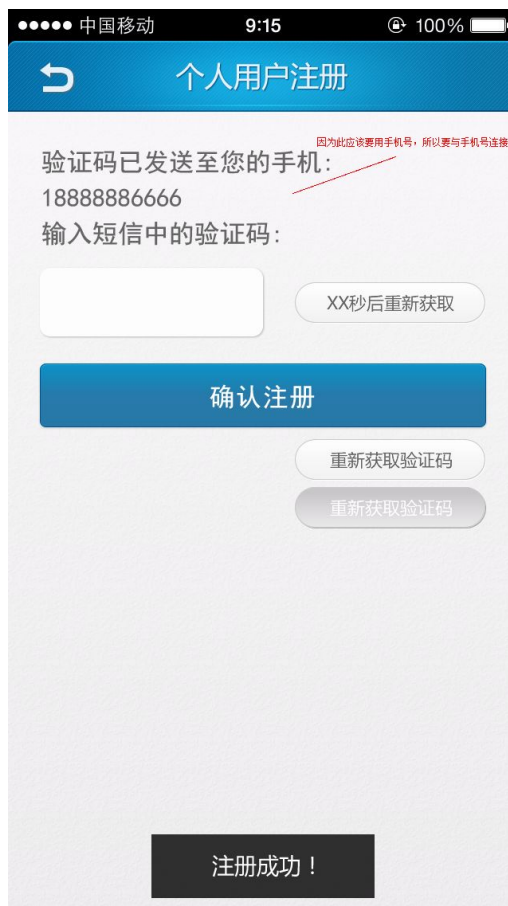 中国移动 9:15 100%
个人用户注册
因为此应该要用手机号，所以要与手机号连接
验证码已发送至您的手机：
18888886666
输入短信中的验证码：
XX秒后重新获取
确认注册
重新获取验证码
重新获取验证码
注册成功！